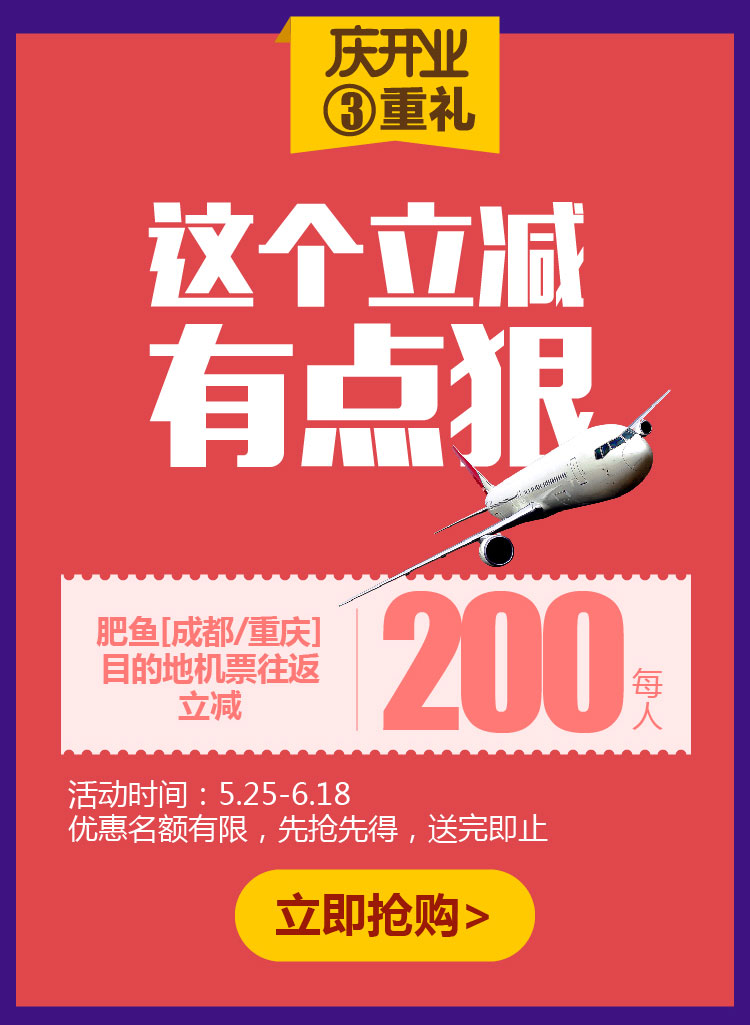 庆开业
③重礼
这个立减
有点狠
肥鱼[成都/重庆]
目的地机票往返
立减
200
每人
活动时间：5.25-6.18
优惠名额有限，先抢先得，送完即止
立即抢购>